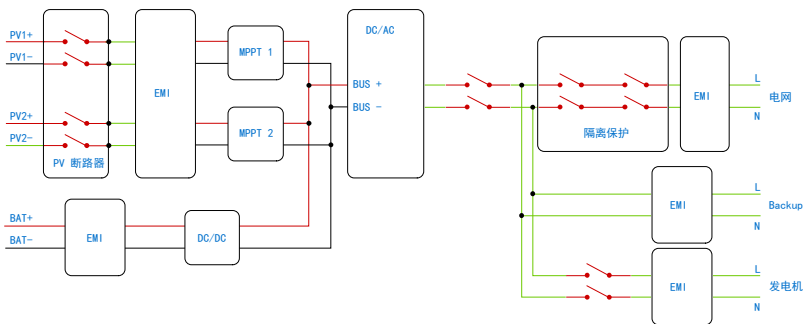 PV1+
PV1-
PV2+
PV2-
PV 断路器
EMI
MPPT 1
MPPT 2
BAT+
BAT-
EMI
DC/DC
DC/AC
BUS +
BUS -
隔离保护
EMI
L
电网
N
EMI
L
Backup
N
EMI
L
发电机
N